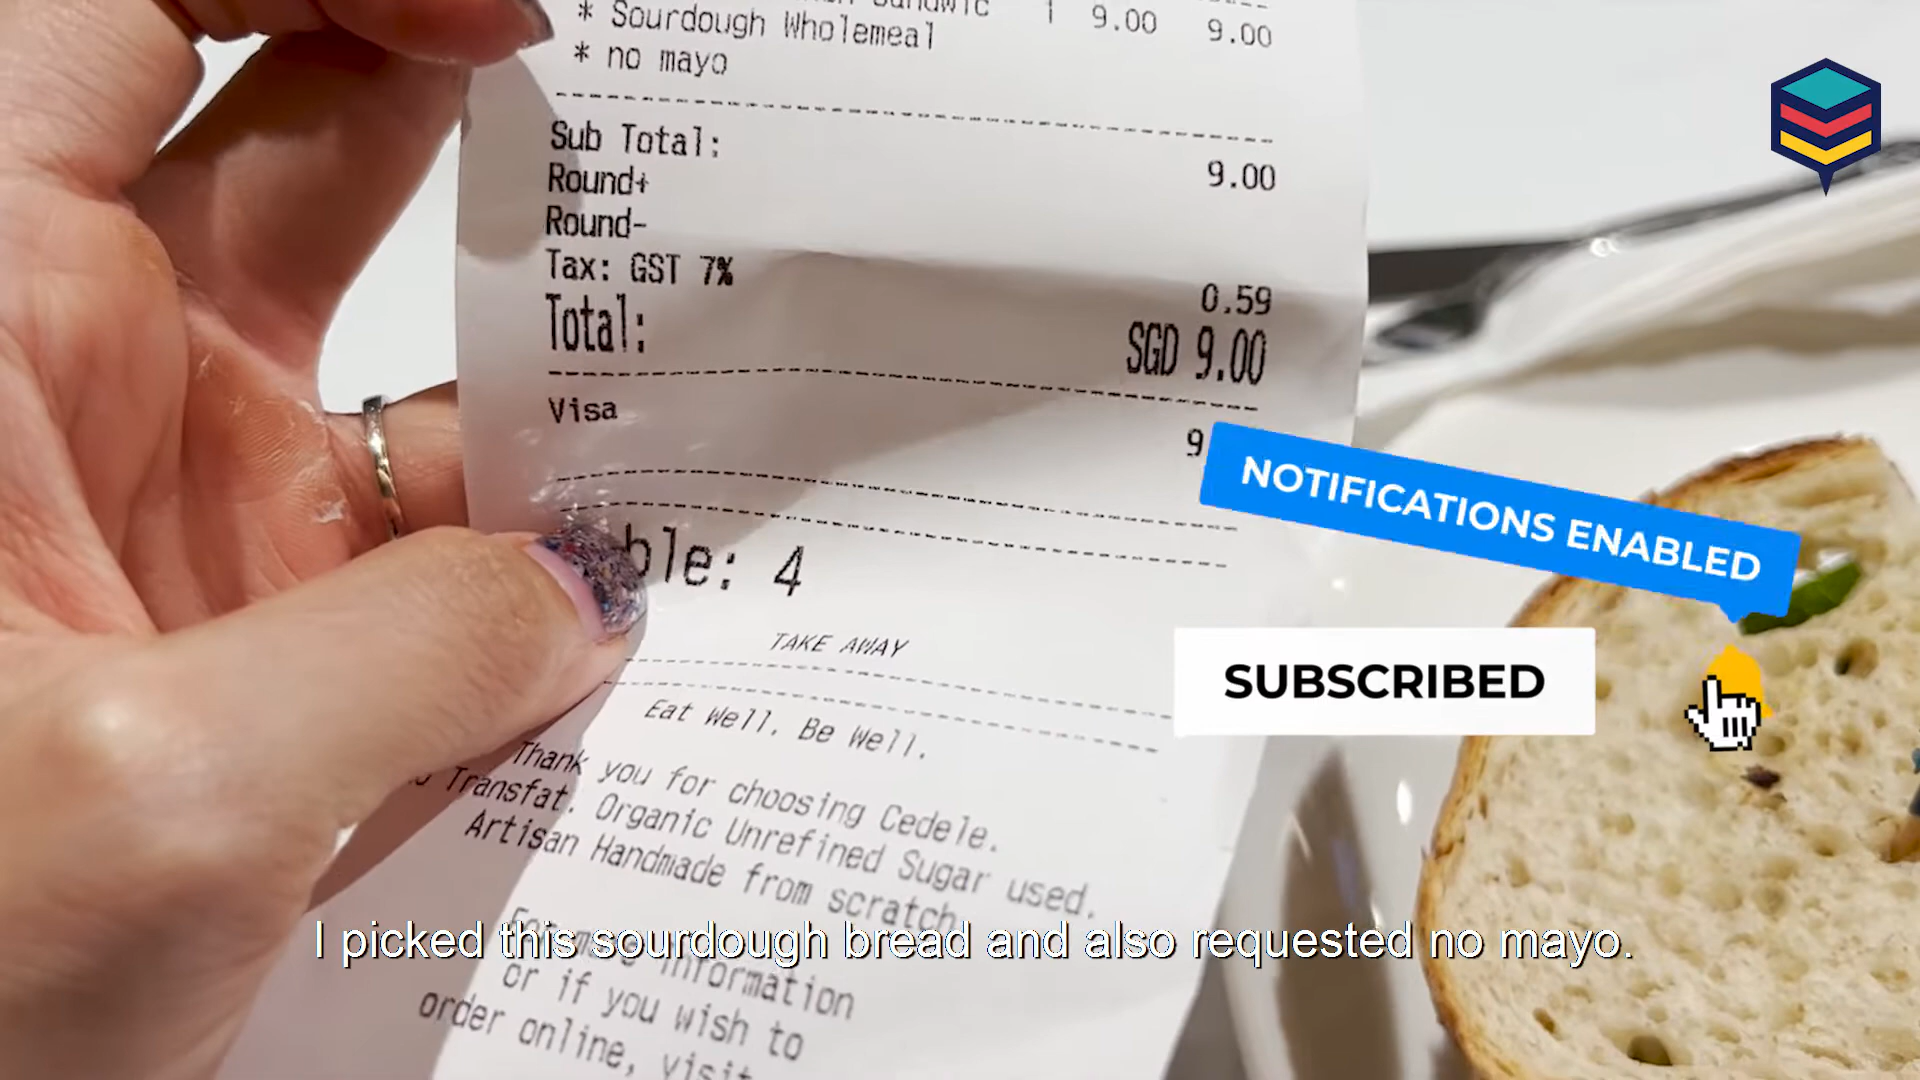 1 9.00 9.00
* Sourdough Wholemeal
* no mayo
Sub Total: 9.00
Round+
Round-
Tax: GST 7% 0.59
Total: SGD 9.00
Visa 9
NOTIFICATIONS ENABLED
ble: 4
SUBSCRIBED
TAKE AWAY
Eat Well. Be Well.
Thank you for choosing Cedele.
Transfat. Organic Unrefined Sugar used.
Artisan Handmade from scratch.
I picked this sourdough bread and also requested no mayo.
information
or if you wish to
order online, visit